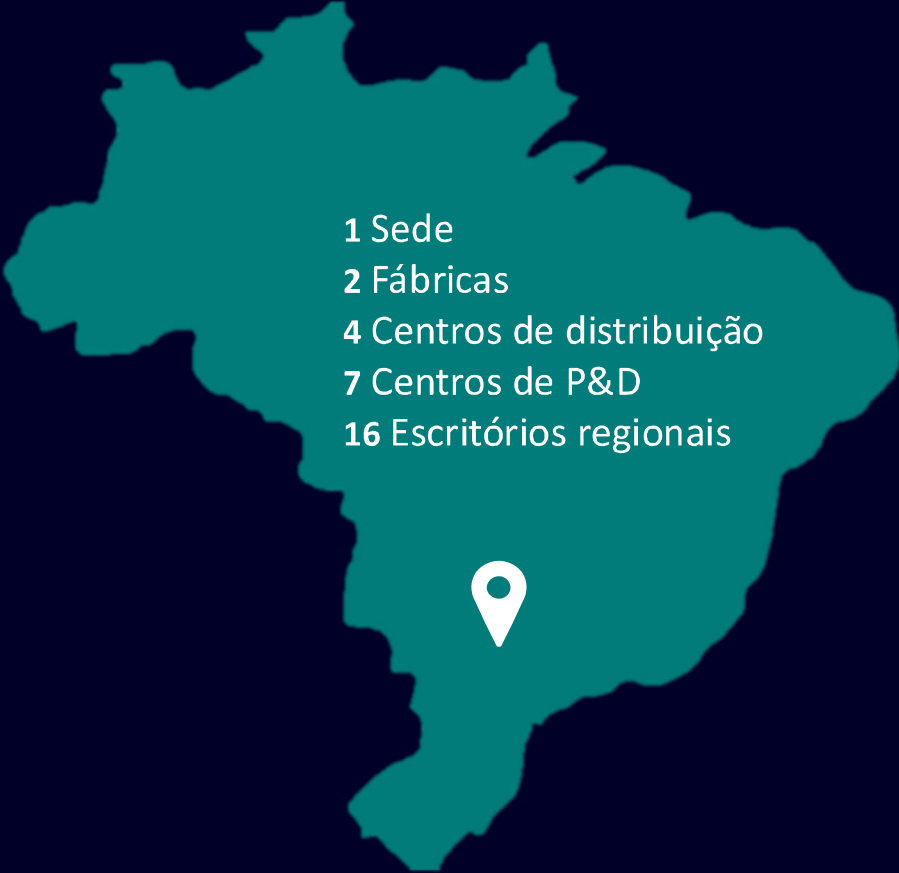 1 Sede
2 Fábricas
4 Centros de distribuição
7 Centros de P&D
16 Escritórios regionais